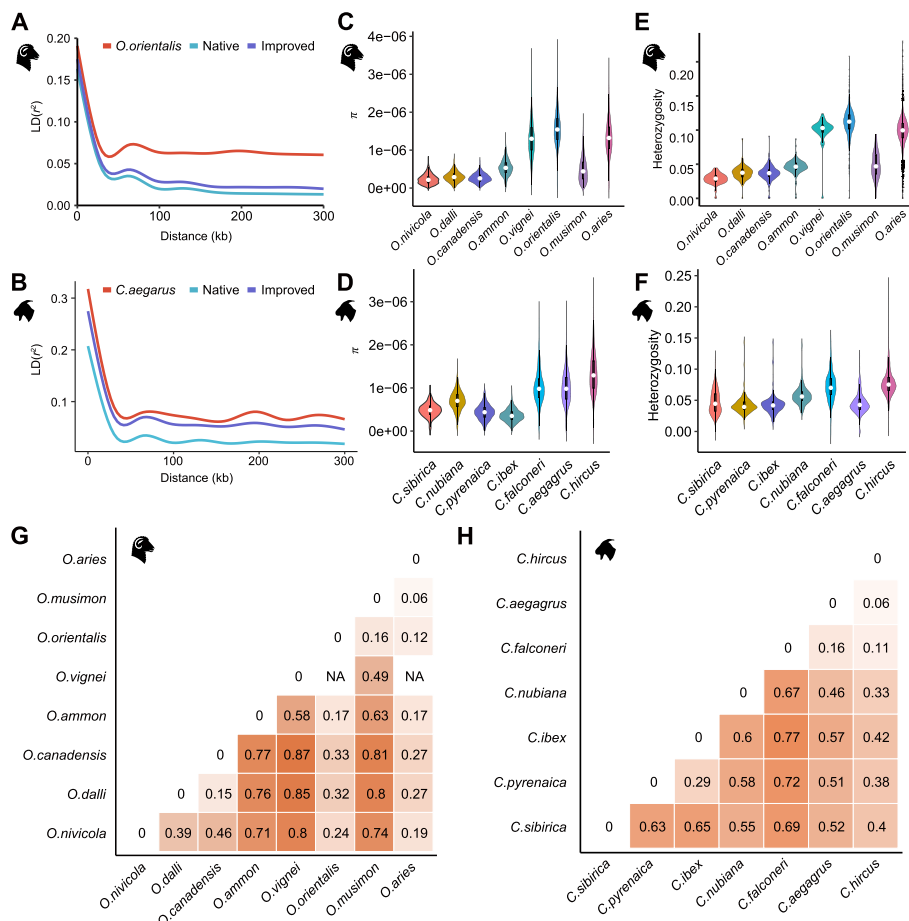 A
O.orientalis Native Improved
0.20
0.15
0.10
0.05
0.00
LD(r²)
0 100 200 300
Distance (kb)
C
4e−06
3e−06
2e−06
1e−06
0e+00
π
O.nivicola O.dalli O.canadensis O.ammon O.vignei O.orientalis O.musimon O.aries
E
0.20
0.15
0.10
0.05
0.00
Heterozygosity
O.nivicola O.dalli O.canadensis O.ammon O.vignei O.orientalis O.musimon O.aries
B
C.aegarus Native Improved
0.3
0.2
0.1
LD(r²)
0 100 200 300
Distance (kb)
D
3e−06
2e−06
1e−06
0e+00
π
C.sibirica C.nubiana C.pyrenaica C.ibex C.falconeri C.aegagrus C.hircus
F
0.25
0.20
0.15
0.10
0.05
0.00
Heterozygosity
C.sibirica C.pyrenaica C.ibex C.nubiana C.falconeri C.aegagrus C.hircus
G
O.aries 0
O.musimon 0 0.06
O.orientalis 0 0.16 0.12
O.vignei 0 NA 0.49 NA
O.ammon 0 0.58 0.17 0.63 0.17
O.canadensis 0 0.77 0.87 0.33 0.81 0.27
O.dalli 0 0.15 0.76 0.85 0.32 0.8 0.27
O.nivicola 0 0.39 0.46 0.71 0.8 0.24 0.74 0.19
O.nivicola O.dalli O.canadensis O.ammon O.vignei O.orientalis O.musimon O.aries
H
C.hircus 0
C.aegagrus 0 0.06
C.falconeri 0 0.16 0.11
C.nubiana 0 0.67 0.46 0.33
C.ibex 0 0.6 0.77 0.57 0.42
C.pyrenaica 0 0.29 0.58 0.72 0.51 0.38
C.sibirica 0 0.63 0.65 0.55 0.69 0.52 0.4
C.sibirica C.pyrenaica C.ibex C.nubiana C.falconeri C.aegagrus C.hircus